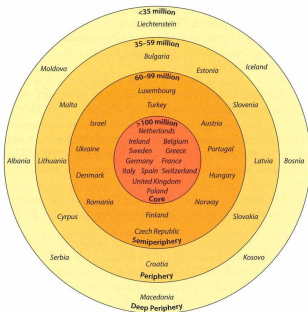 <35 million
Liechtenstein
35–59 million
Bulgaria
Moldova
Iceland
Estonia
60–99 million
Luxembourg
Turkey
Malta
Slovenia
Israel
Austria
>100 million
Netherlands
Ireland Belgium
Sweden Greece
Germany France
Italy Spain Switzerland
United Kingdom
Poland
Core
Ukraine
Portugal
Albania
Lithuania
Latvia
Bosnia
Denmark
Hungary
Romania
Norway
Finland
Cyrpus
Slovakia
Czech Republic
Semiperiphery
Serbia
Kosovo
Croatia
Periphery
Macedonia
Deep Periphery